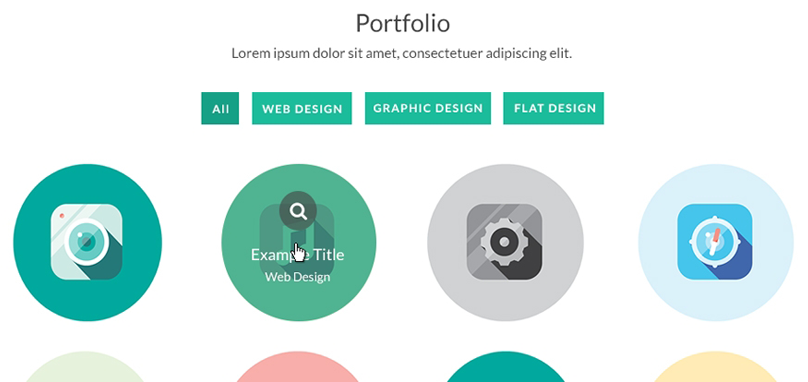 Portfolio
Lorem ipsum dolor sit amet, consectetuer adipiscing elit.
All WEB DESIGN GRAPHIC DESIGN FLAT DESIGN
Example Title
Web Design